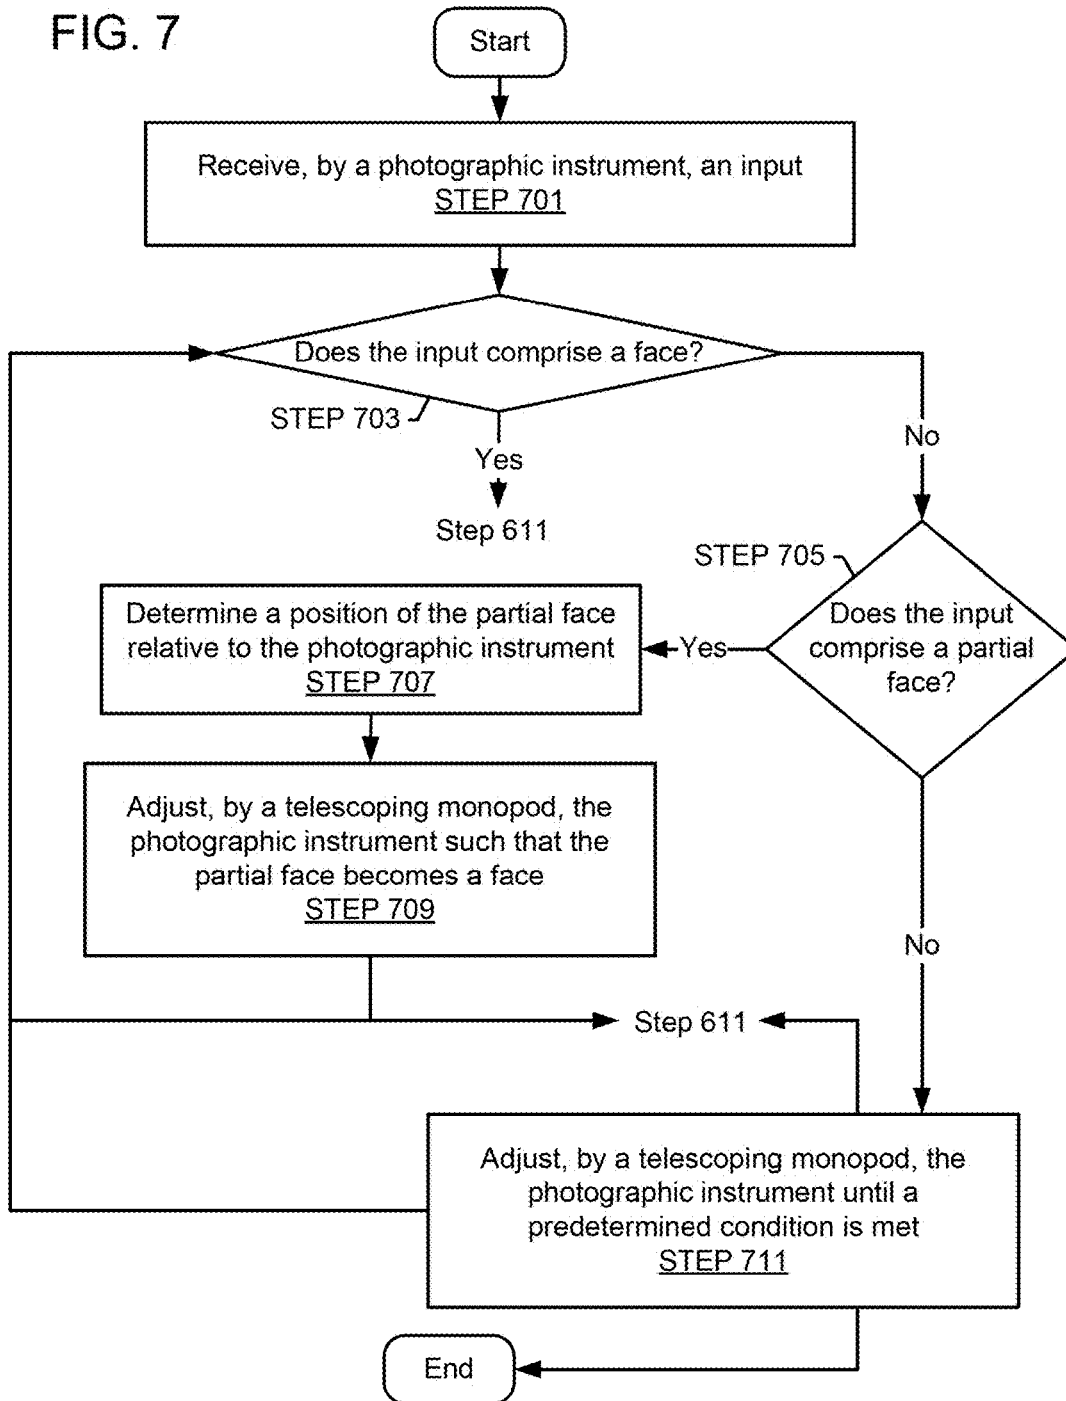 FIG. 7
Start
Receive, by a photographic instrument, an input
STEP 701
Does the input comprise a face?
STEP 703
Yes
No
Step 611
STEP 705
Does the input
comprise a partial
face?
Yes
Determine a position of the partial face
relative to the photographic instrument
STEP 707
Adjust, by a telescoping monopod, the
photographic instrument such that the
partial face becomes a face
STEP 709
No
Step 611
Adjust, by a telescoping monopod, the
photographic instrument until a
predetermined condition is met
STEP 711
End